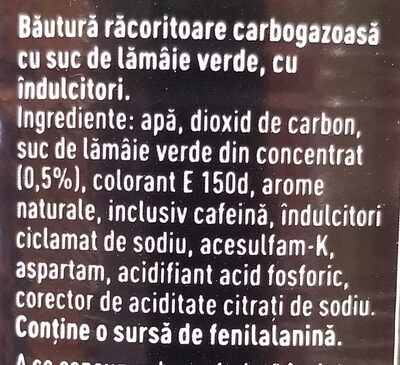 Băutură răcoritoare carbogazoasă
cu suc de lămâie verde, cu
îndulcitori.
Ingrediente: apă, dioxid de carbon,
suc de lămâie verde din concentrat
(0,5%), colorant E 150d, arome
naturale, inclusiv cafeină, îndulcitori
ciclamat de sodiu, acesulfam-K,
aspartam, acidifiant acid fosforic,
corector de aciditate citrați de sodiu.
Conține o sursă de fenilalanină.